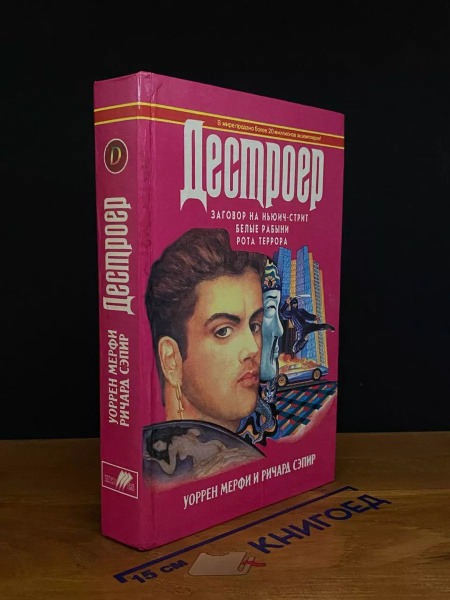 В мире продано более 20 миллионов экземпляров!
Дестроер
ЗАГОВОР НА НЬЮИЧ-СТРИТ
БЕЛЫЕ РАБЫНИ
РОТА ТЕРРОРА
УОРРЕН МЕРФИ И РИЧАРД СЭПИР
D
Дестроер
УОРРЕН МЕРФИ
РИЧАРД СЭПИР
15 СМ
КНИГОЕД